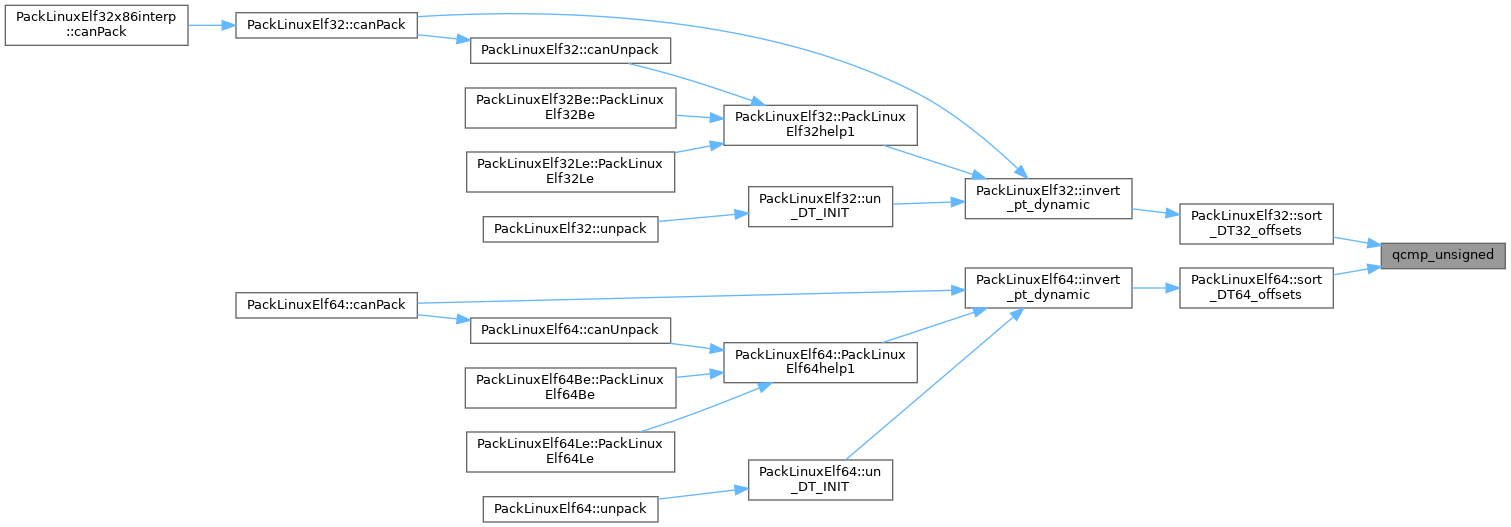 PackLinuxElf32x86interp
::canPack
PackLinuxElf32::canPack
PackLinuxElf32::canUnpack
PackLinuxElf32Be::PackLinux
Elf32Be
PackLinuxElf32::PackLinux
Elf32help1
PackLinuxElf32Le::PackLinux
Elf32Le
PackLinuxElf32::invert
_pt_dynamic
PackLinuxElf32::un
_DT_INIT
PackLinuxElf32::unpack
PackLinuxElf32::sort
_DT32_offsets
qcmp_unsigned
PackLinuxElf64::invert
_pt_dynamic
PackLinuxElf64::sort
_DT64_offsets
PackLinuxElf64::canPack
PackLinuxElf64::canUnpack
PackLinuxElf64::PackLinux
Elf64help1
PackLinuxElf64Be::PackLinux
Elf64Be
PackLinuxElf64Le::PackLinux
Elf64Le
PackLinuxElf64::un
_DT_INIT
PackLinuxElf64::unpack